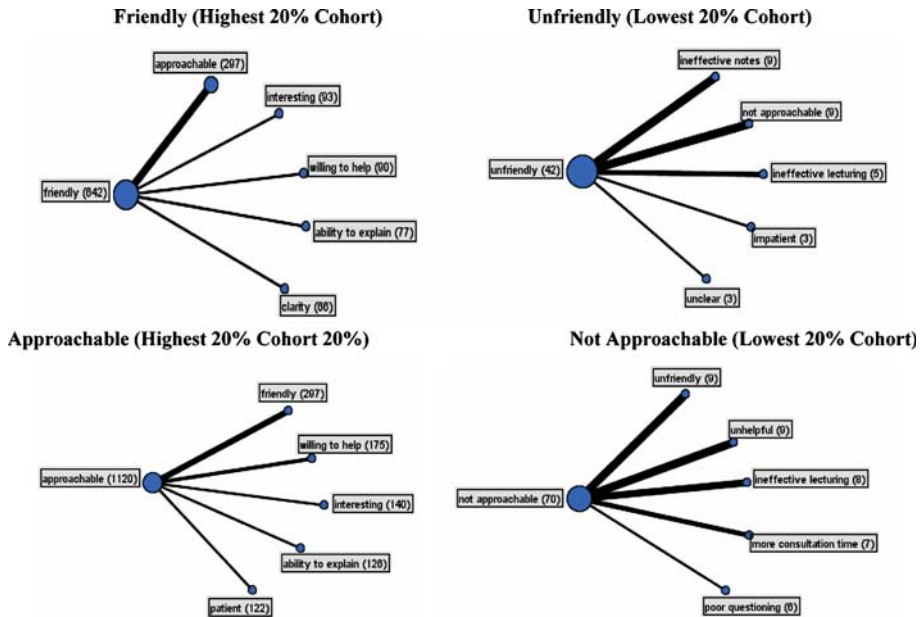 Friendly (Highest 20% Cohort)
approachable (297)
interesting (93)
willing to help (90)
friendly (642)
ability to explain (77)
clarity (66)
Unfriendly (Lowest 20% Cohort)
ineffective notes (9)
not approachable (9)
unfriendly (42)
ineffective lecturing (5)
impatient (3)
unclear (3)
Approachable (Highest 20% Cohort 20%)
friendly (297)
willing to help (175)
approachable (1120)
interesting (140)
ability to explain (126)
patient (122)
Not Approachable (Lowest 20% Cohort)
unfriendly (9)
unhelpful (9)
ineffective lecturing (8)
not approachable (70)
more consultation time (7)
poor questioning (6)